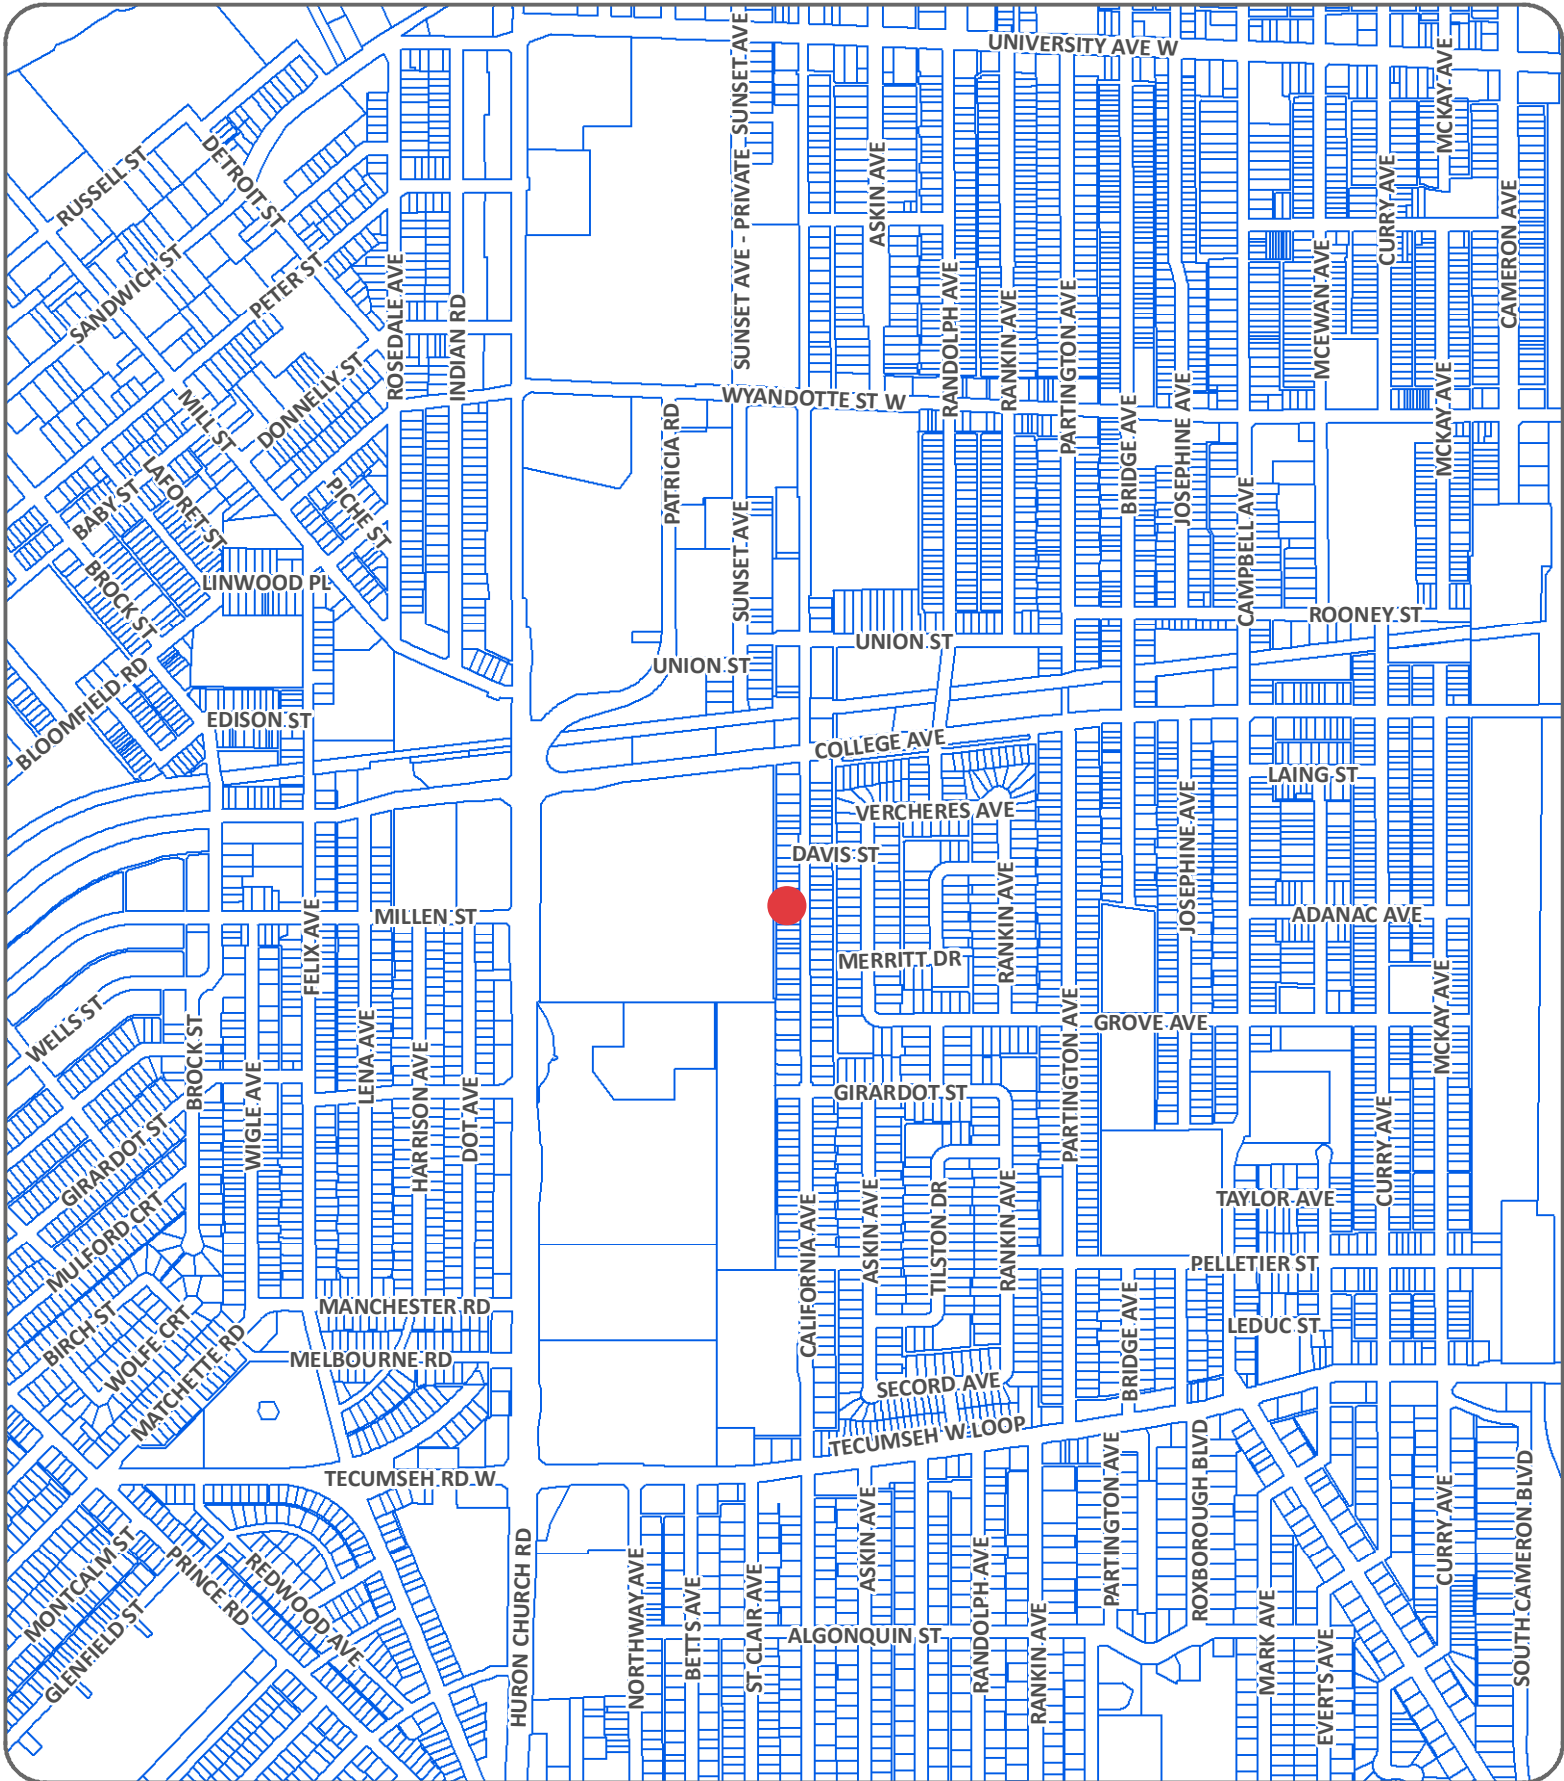 UNIVERSITY AVE W
SUNSET AVE
MCKAY AVE
RUSSELL ST
DETROIT ST
ASKIN AVE
SUNSET AVE - PRIVATE
CURRY AVE
CAMERON AVE
SANDWICH ST
PETER ST
ROSEDALE AVE
INDIAN RD
RANDOLPH AVE
RANKIN AVE
PARTINGTON AVE
MCEWAN AVE
MILL ST
DONNELLY ST
WYANDOTTE ST W
PATRICIA RD
BRIDGE AVE
JOSEPHINE AVE
MCKAY AVE
BABY ST
LAFORET ST
PICHE ST
SUNSET AVE
CAMPBELL AVE
LINWOOD PL
BROCK ST
ROONEY ST
UNION ST
UNION ST
BLOOMFIELD RD
EDISON ST
COLLEGE AVE
LAING ST
VERCHERES AVE
DAVIS ST
JOSEPHINE AVE
RANKIN AVE
FELIX AVE
MILLEN ST
ADANAC AVE
MERRITT DR
WELLS ST
BROCK ST
LENA AVE
GROVE AVE
MCKAY AVE
PARTINGTON AVE
WIGLE AVE
HARRISON AVE
DOT AVE
GIRARDOT ST
GIRARDOT ST
CURRY AVE
MULFORD CRT
TAYLOR AVE
CALIFORNIA AVE
ASKIN AVE
TILSTON DR
RANKIN AVE
PELLETIER ST
MANCHESTER RD
BIRCH ST
WOLFE CRT
MATCHETTE RD
MELBOURNE RD
BRIDGE AVE
LEDUC ST
SECORD AVE
TECUMSEH W LOOP
TECUMSEH RD W
PARTINGTON AVE
ROXBOROUGH BLVD
MONTCALM ST
PRINCE RD
REDWOOD AVE
GLENFIELD ST
HURON CHURCH RD
NORTHWAY AVE
BETTS AVE
ST CLAIR AVE
ASKIN AVE
ALGONQUIN ST
RANDOLPH AVE
RANKIN AVE
MARK AVE
EVERTS AVE
CURRY AVE
SOUTH CAMERON BLVD